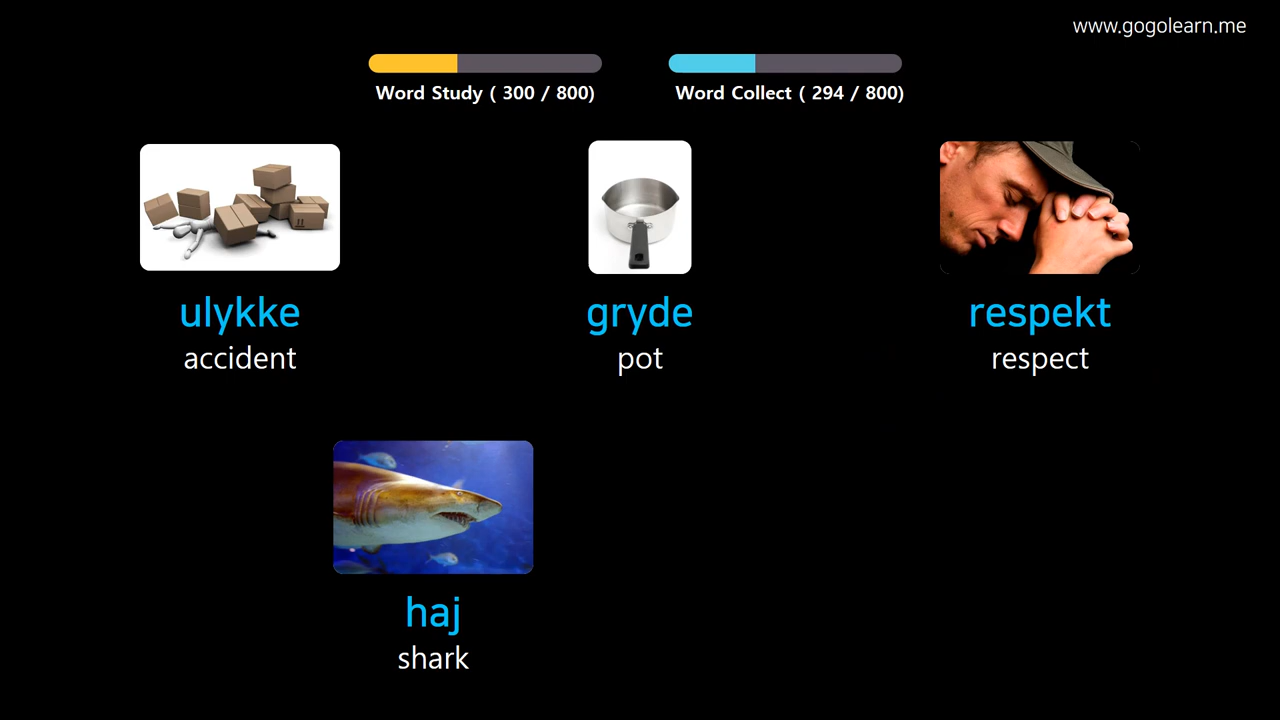 www.gogolearn.me
Word Study ( 300 / 800)
Word Collect ( 294 / 800)
ulykke
accident
gryde
pot
respekt
respect
haj
shark